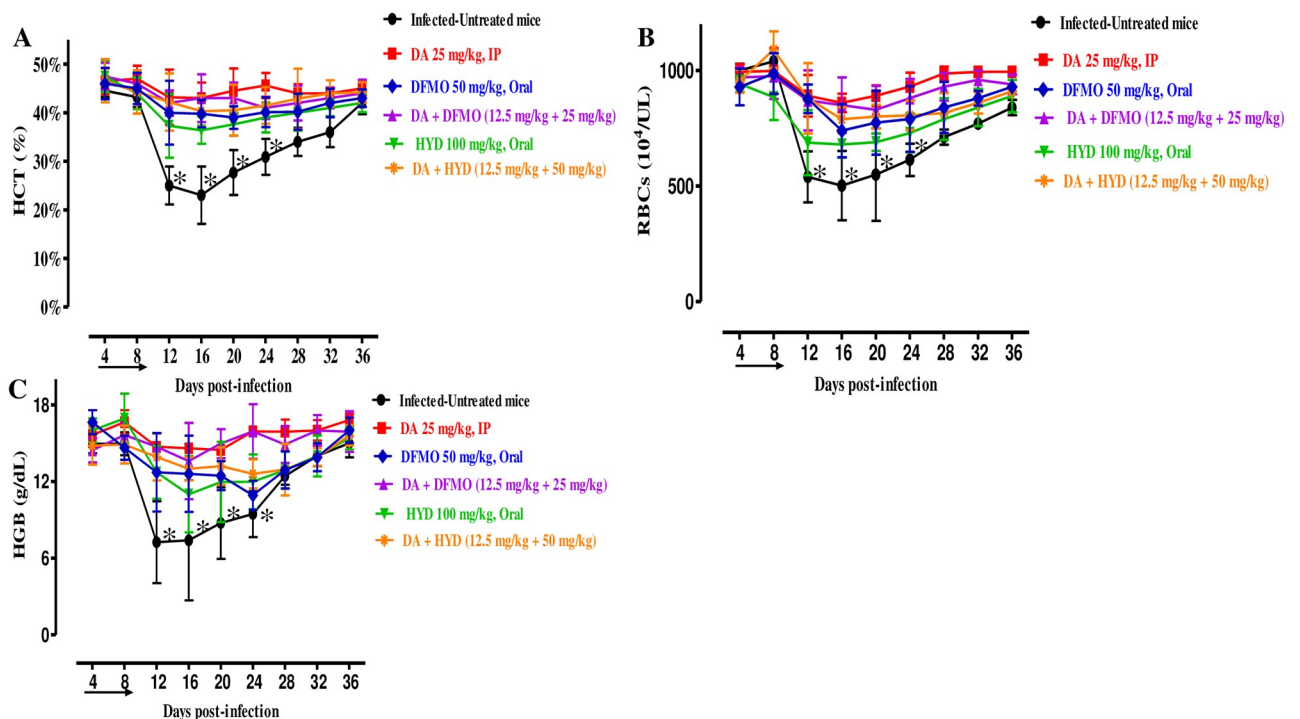 A
HCT (%)
50%
40%
30%
20%
10%
0%
*
*
*
*
4 8 12 16 20 24 28 32 36
Days post-infection
Infected-Untreated mice
DA 25 mg/kg, IP
DFMO 50 mg/kg, Oral
DA + DFMO (12.5 mg/kg + 25 mg/kg)
HYD 100 mg/kg, Oral
DA + HYD (12.5 mg/kg + 50 mg/kg)
B
RBCs (10⁴/UL)
1000
500
0
*
*
*
*
4 8 12 16 20 24 28 32 36
Days post-infection
Infected-Untreated mice
DA 25 mg/kg, IP
DFMO 50 mg/kg, Oral
DA + DFMO (12.5 mg/kg + 25 mg/kg)
HYD 100 mg/kg, Oral
DA + HYD (12.5 mg/kg + 50 mg/kg)
C
HGB (g/dL)
18
12
6
0
*
*
*
*
4 8 12 16 20 24 28 32 36
Days post-infection
Infected-Untreated mice
DA 25 mg/kg, IP
DFMO 50 mg/kg, Oral
DA + DFMO (12.5 mg/kg + 25 mg/kg)
HYD 100 mg/kg, Oral
DA + HYD (12.5 mg/kg + 50 mg/kg)